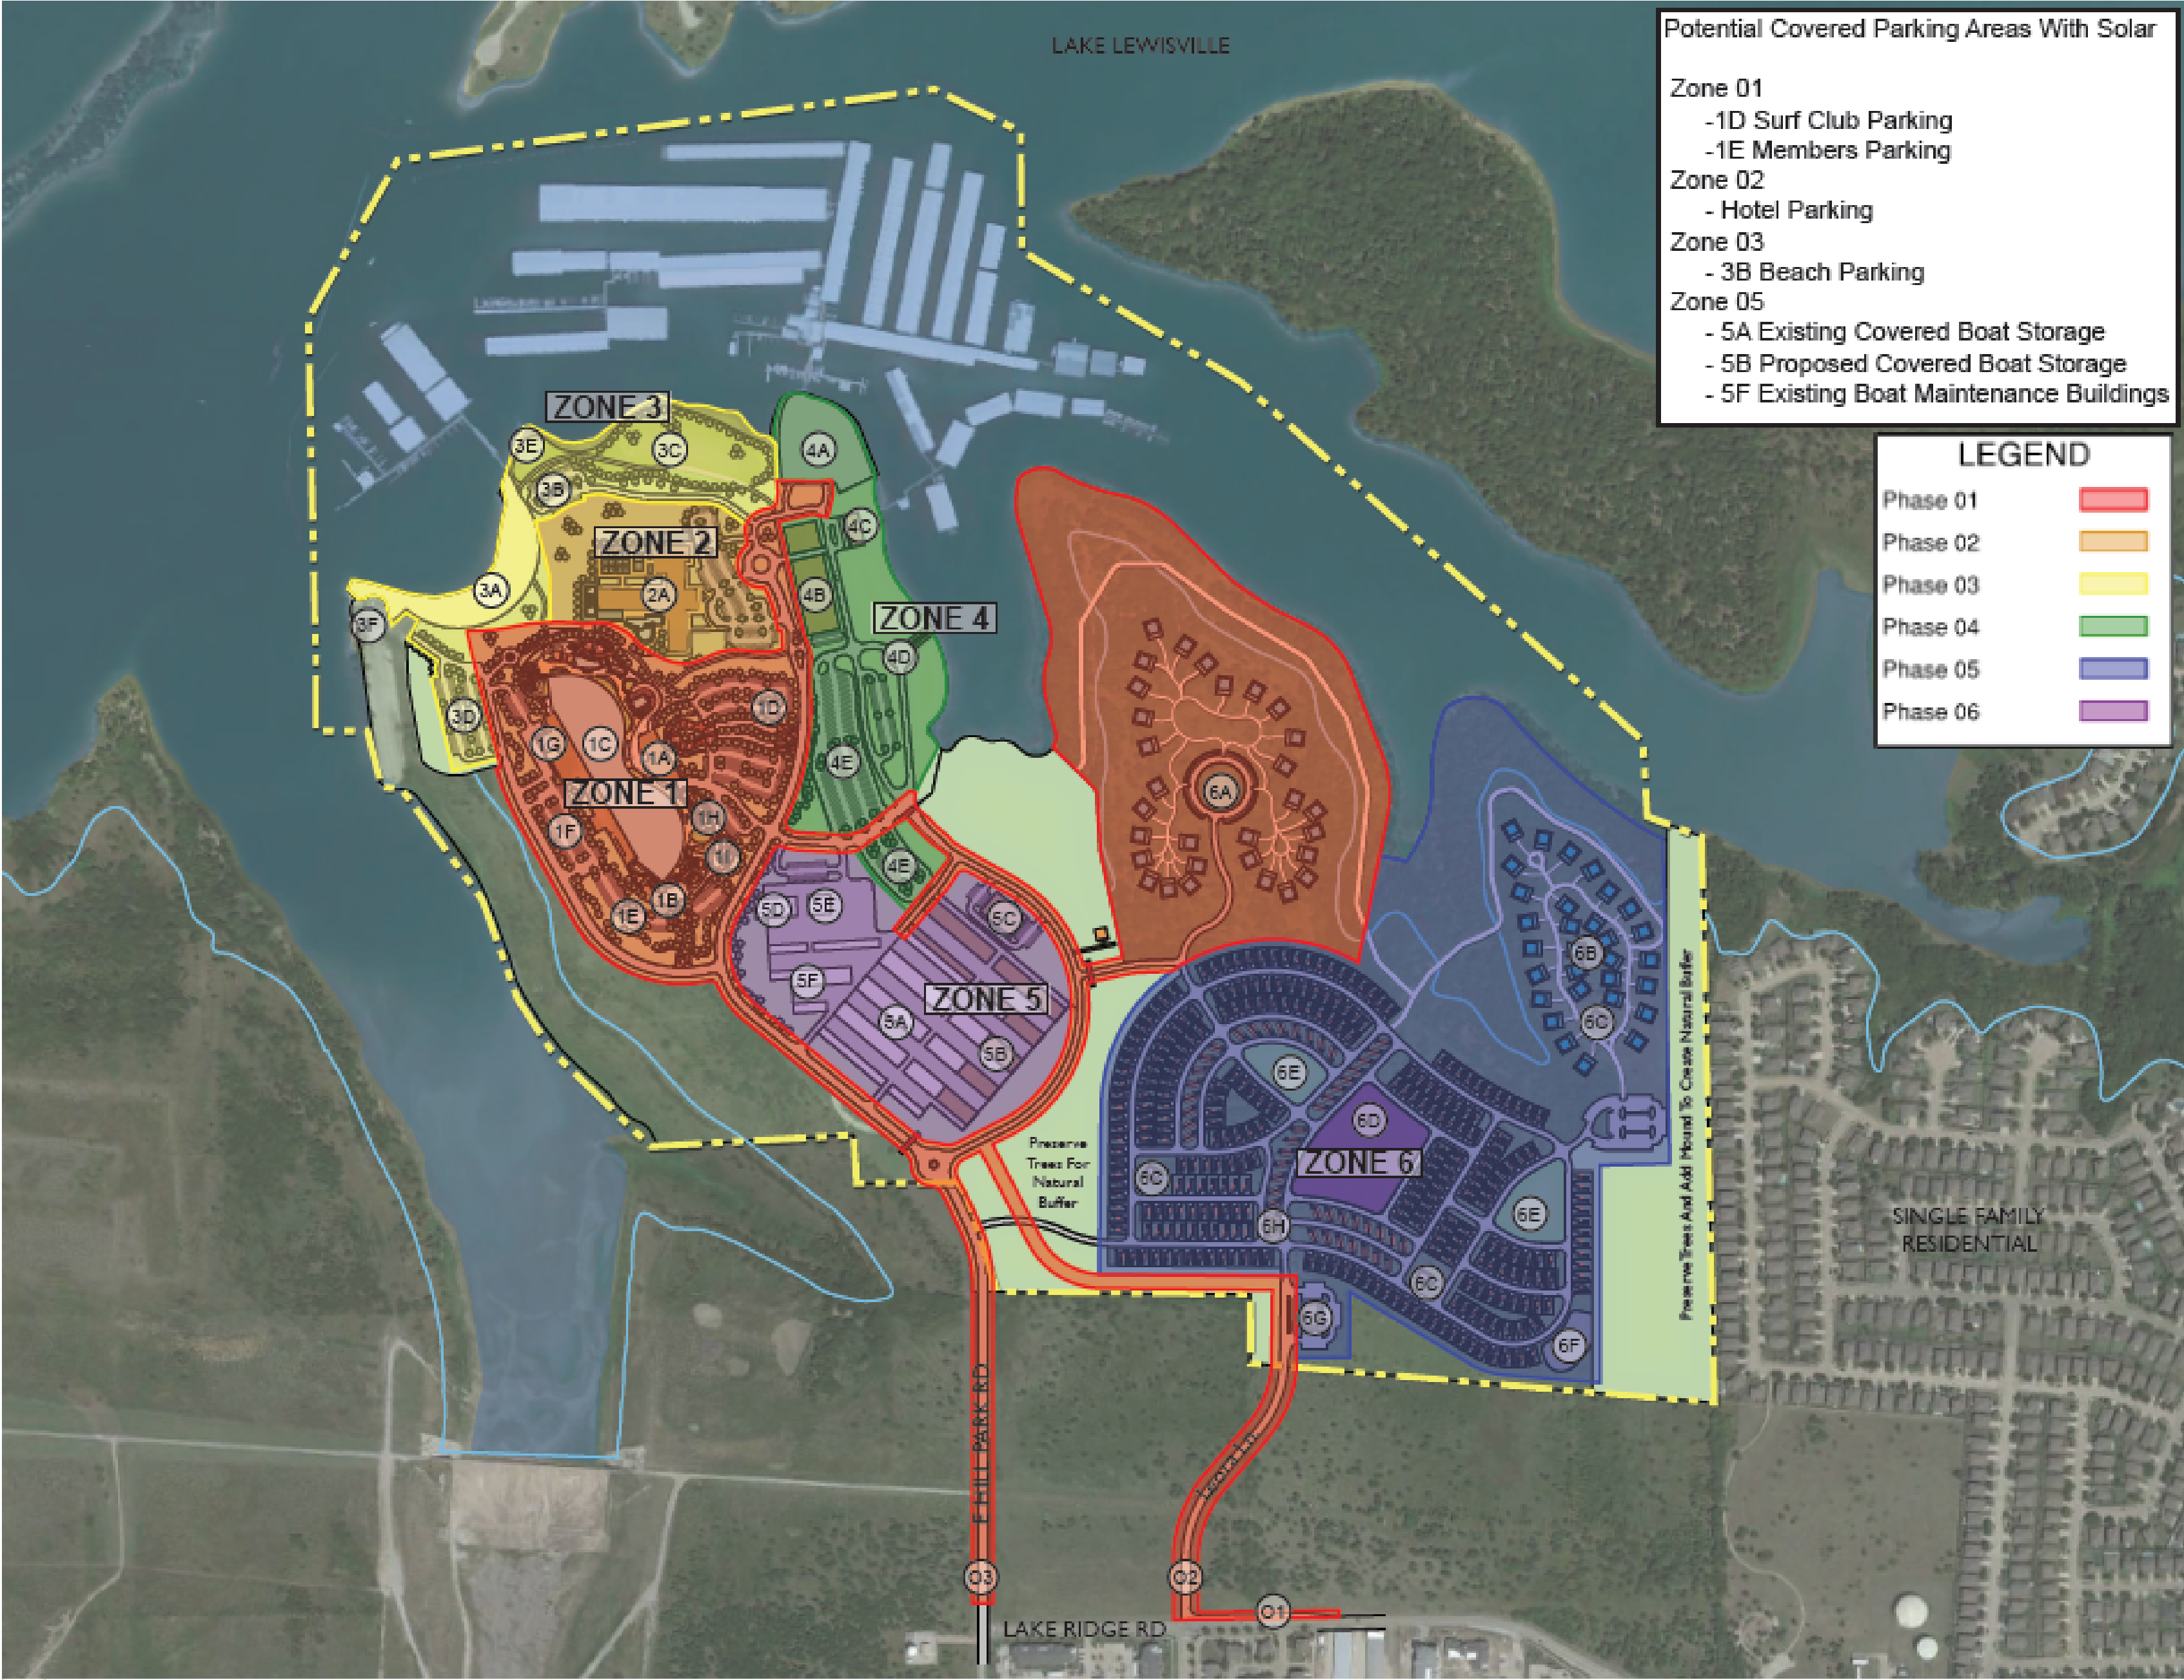 LAKE LEWISVILLE
Potential Covered Parking Areas With Solar
Zone 01
-1D Surf Club Parking
-1E Members Parking
Zone 02
- Hotel Parking
Zone 03
- 3B Beach Parking
Zone 05
- 5A Existing Covered Boat Storage
- 5B Proposed Covered Boat Storage
- 5F Existing Boat Maintenance Buildings
LEGEND
Phase 01
Phase 02
Phase 03
Phase 04
Phase 05
Phase 06
ZONE 3
3E
3C
4A
3B
4C
ZONE 2
3A
2A
4B
3F
ZONE 4
4D
3D
1D
1G
1C
1A
4E
ZONE 1
6A
1H
1F
1I
4E
1B
1E
5D
5E
5C
6B
5F
ZONE 5
5A
5B
6C
6E
6D
ZONE 6
Preserve
Trees For
Natural
Buffer
6C
6H
6E
6C
6G
6F
Preserve Trees And Add Mound To Create Natural Buffer
SINGLE FAMILY
RESIDENTIAL
E HILL PARK RD
O3
O2
O1
LAKE RIDGE RD